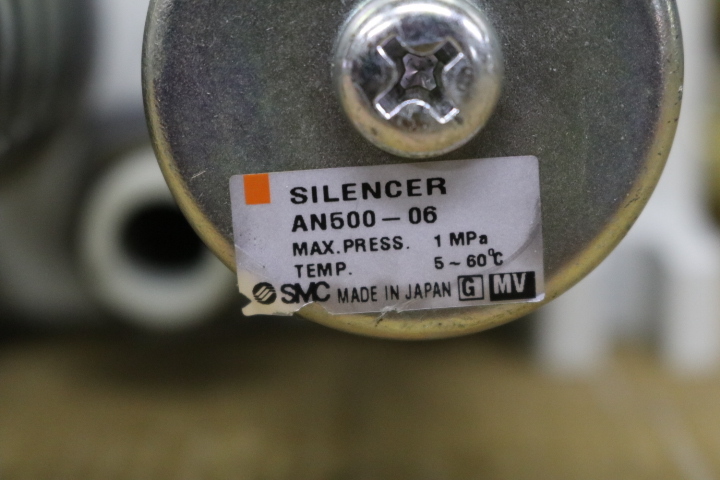 SILENCER
AN500-06
MAX.PRESS. 1 MPa
TEMP. 5~60℃
SMC MADE IN JAPAN G MV